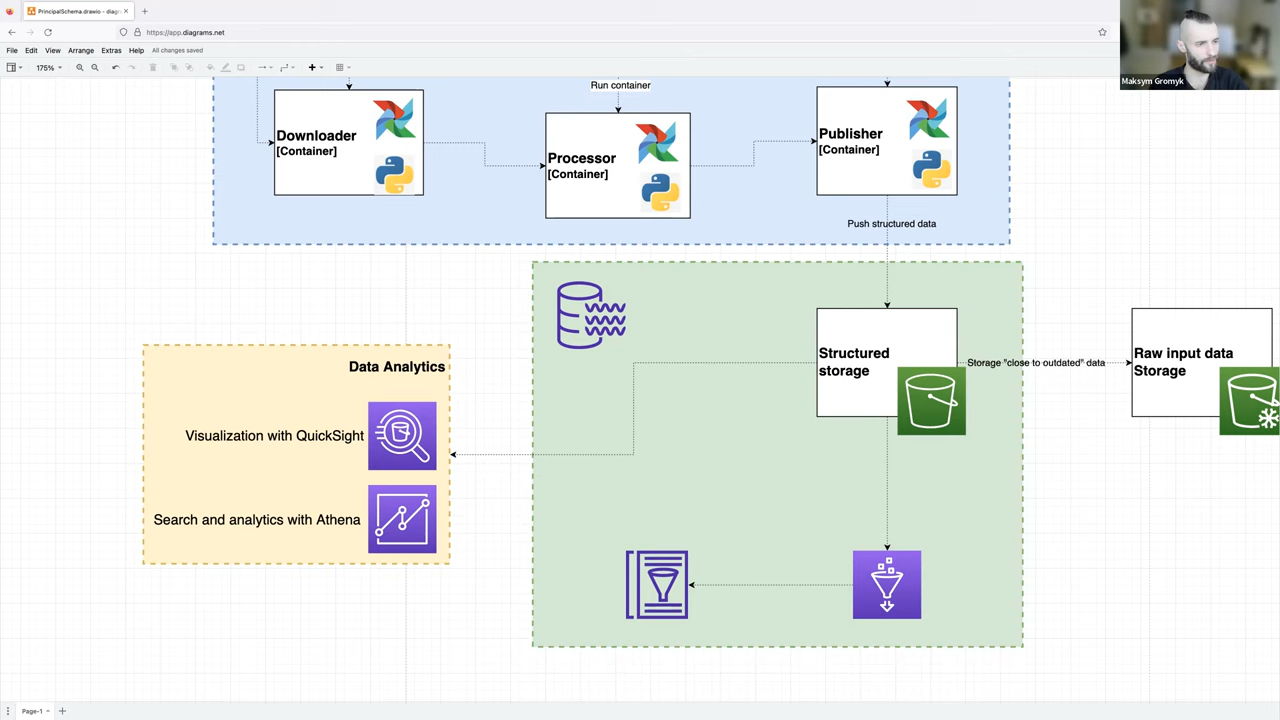 PrincipalSchema.drawio - diag
https://app.diagrams.net
File Edit View Arrange Extras Help All changes saved
175%
Maksym Gromyk
Run container
Downloader
[Container]
Processor
[Container]
Publisher
[Container]
Push structured data
Structured
storage
Storage "close to outdated" data
Raw input data
Storage
Data Analytics
Visualization with QuickSight
Search and analytics with Athena
Page-1